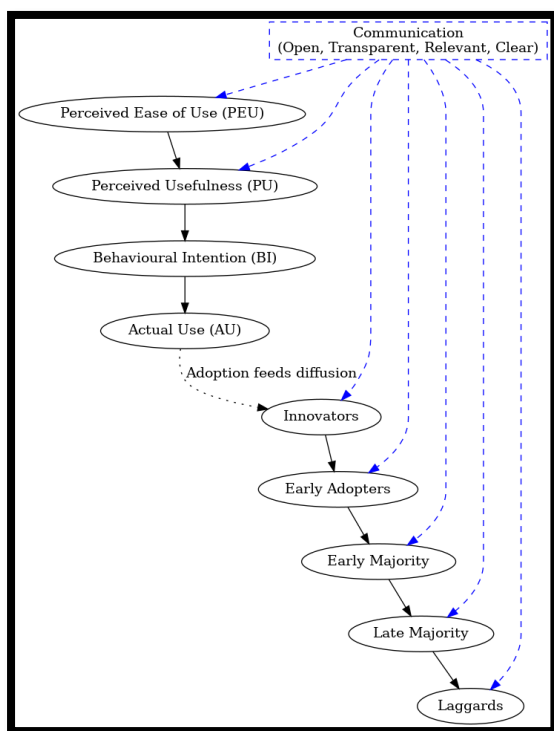 Communication
(Open, Transparent, Relevant, Clear)
Perceived Ease of Use (PEU)
Perceived Usefulness (PU)
Behavioural Intention (BI)
Actual Use (AU)
Adoption feeds diffusion
Innovators
Early Adopters
Early Majority
Late Majority
Laggards